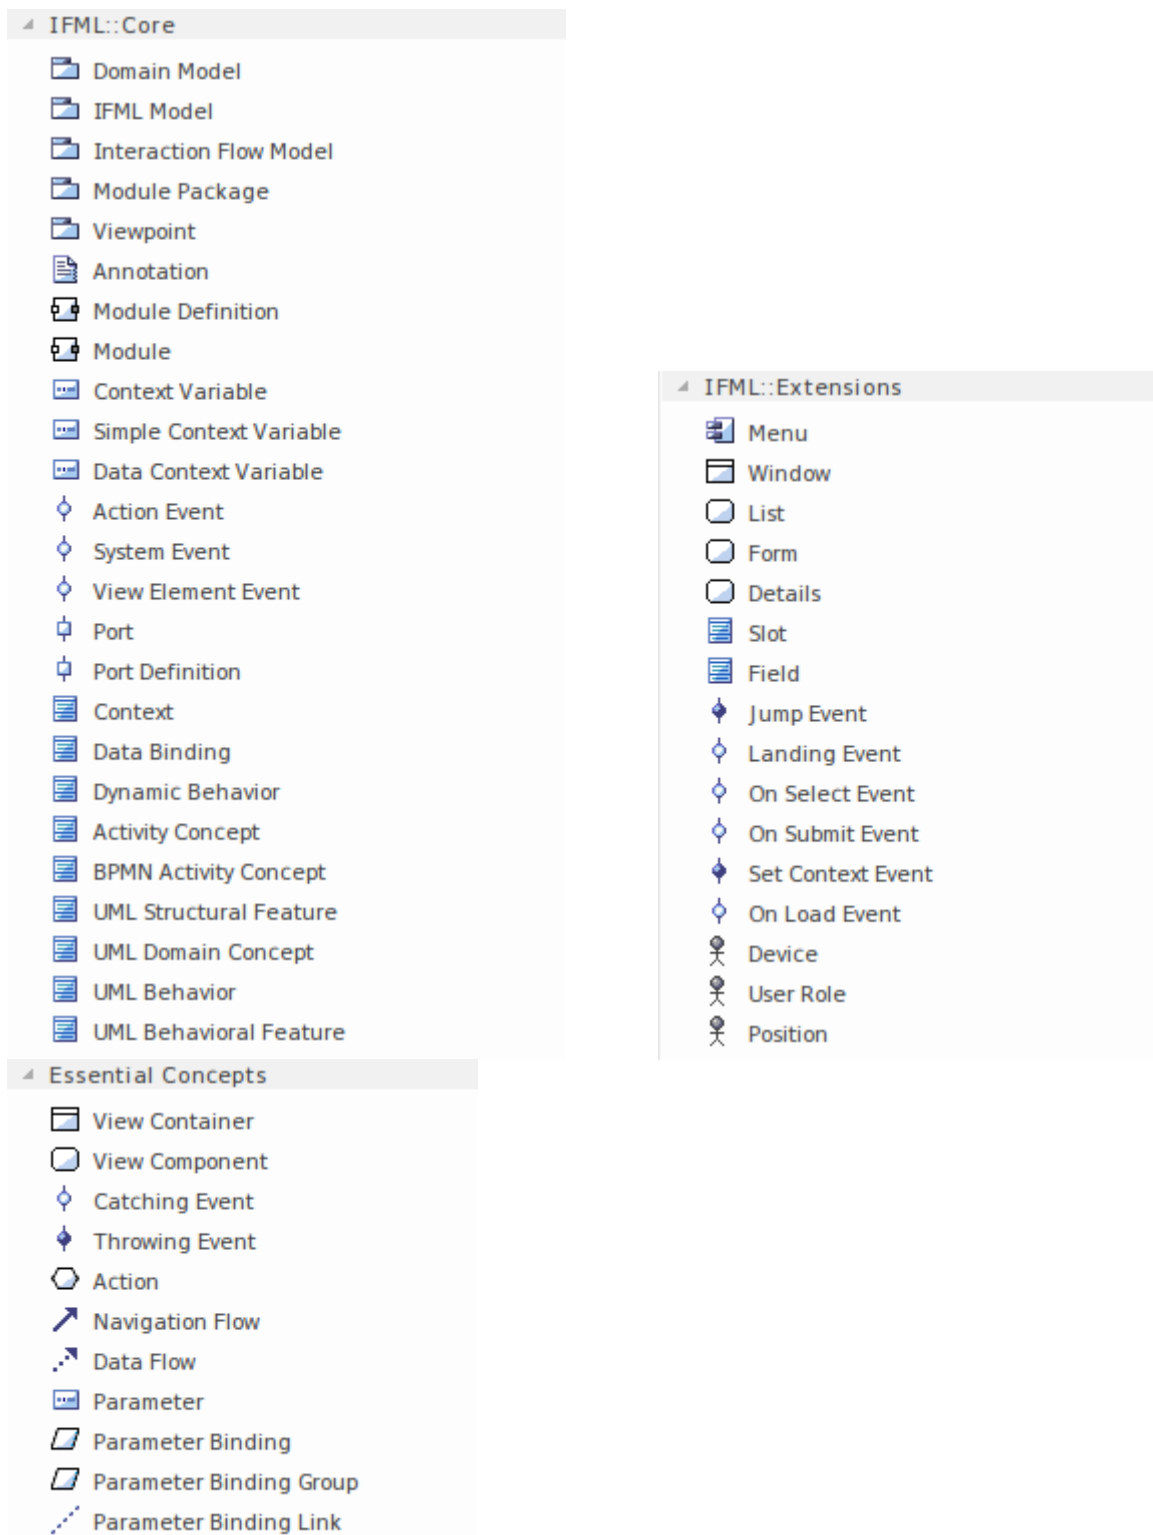 IFML::Core
Domain Model
IFML Model
Interaction Flow Model
Module Package
Viewpoint
Annotation
Module Definition
Module
Context Variable
Simple Context Variable
Data Context Variable
Action Event
System Event
View Element Event
Port
Port Definition
Context
Data Binding
Dynamic Behavior
Activity Concept
BPMN Activity Concept
UML Structural Feature
UML Domain Concept
UML Behavior
UML Behavioral Feature
IFML::Extensions
Menu
Window
List
Form
Details
Slot
Field
Jump Event
Landing Event
On Select Event
On Submit Event
Set Context Event
On Load Event
Device
User Role
Position
Essential Concepts
View Container
View Component
Catching Event
Throwing Event
Action
Navigation Flow
Data Flow
Parameter
Parameter Binding
Parameter Binding Group
Parameter Binding Link